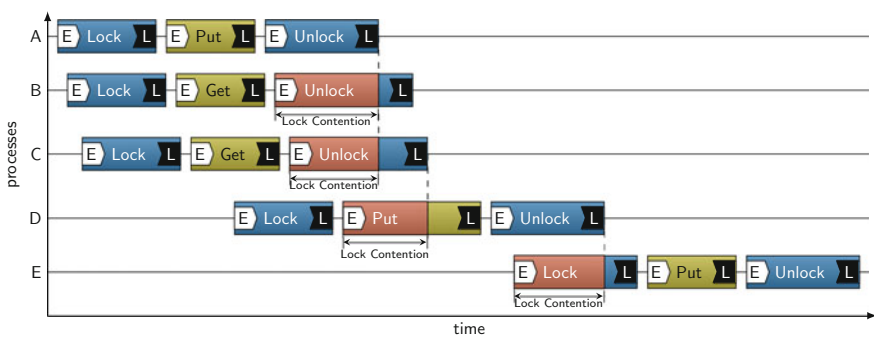 A E Lock L E Put L E Unlock L
B E Lock L E Get L E Unlock L
Lock Contention
C E Lock L E Get L E Unlock L
Lock Contention
D E Lock L E Put L E Unlock L
Lock Contention
E E Lock L E Put L E Unlock L
Lock Contention
processes
time